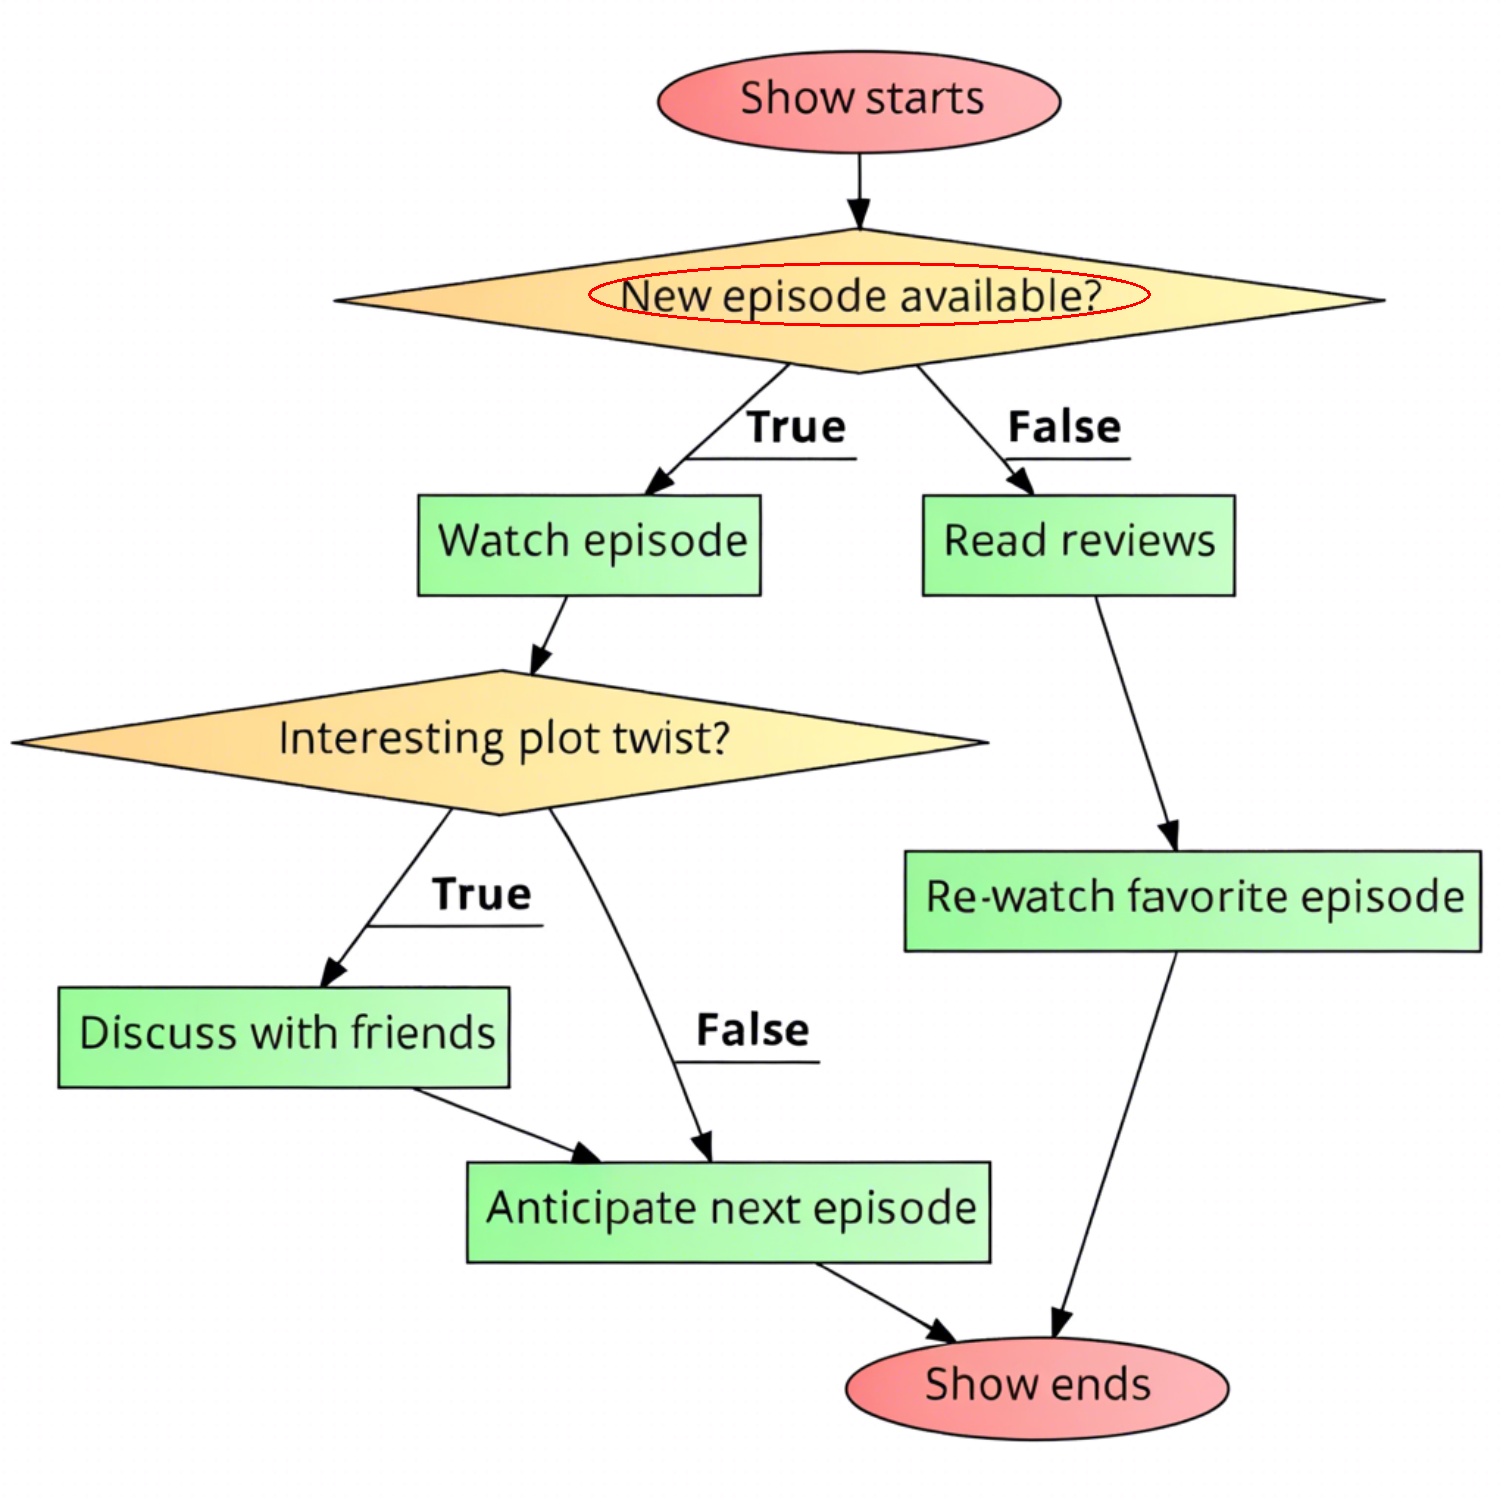 Show starts
New episode available?
True
False
Watch episode
Read reviews
Interesting plot twist?
True
Re-watch favorite episode
Discuss with friends
False
Anticipate next episode
Show ends